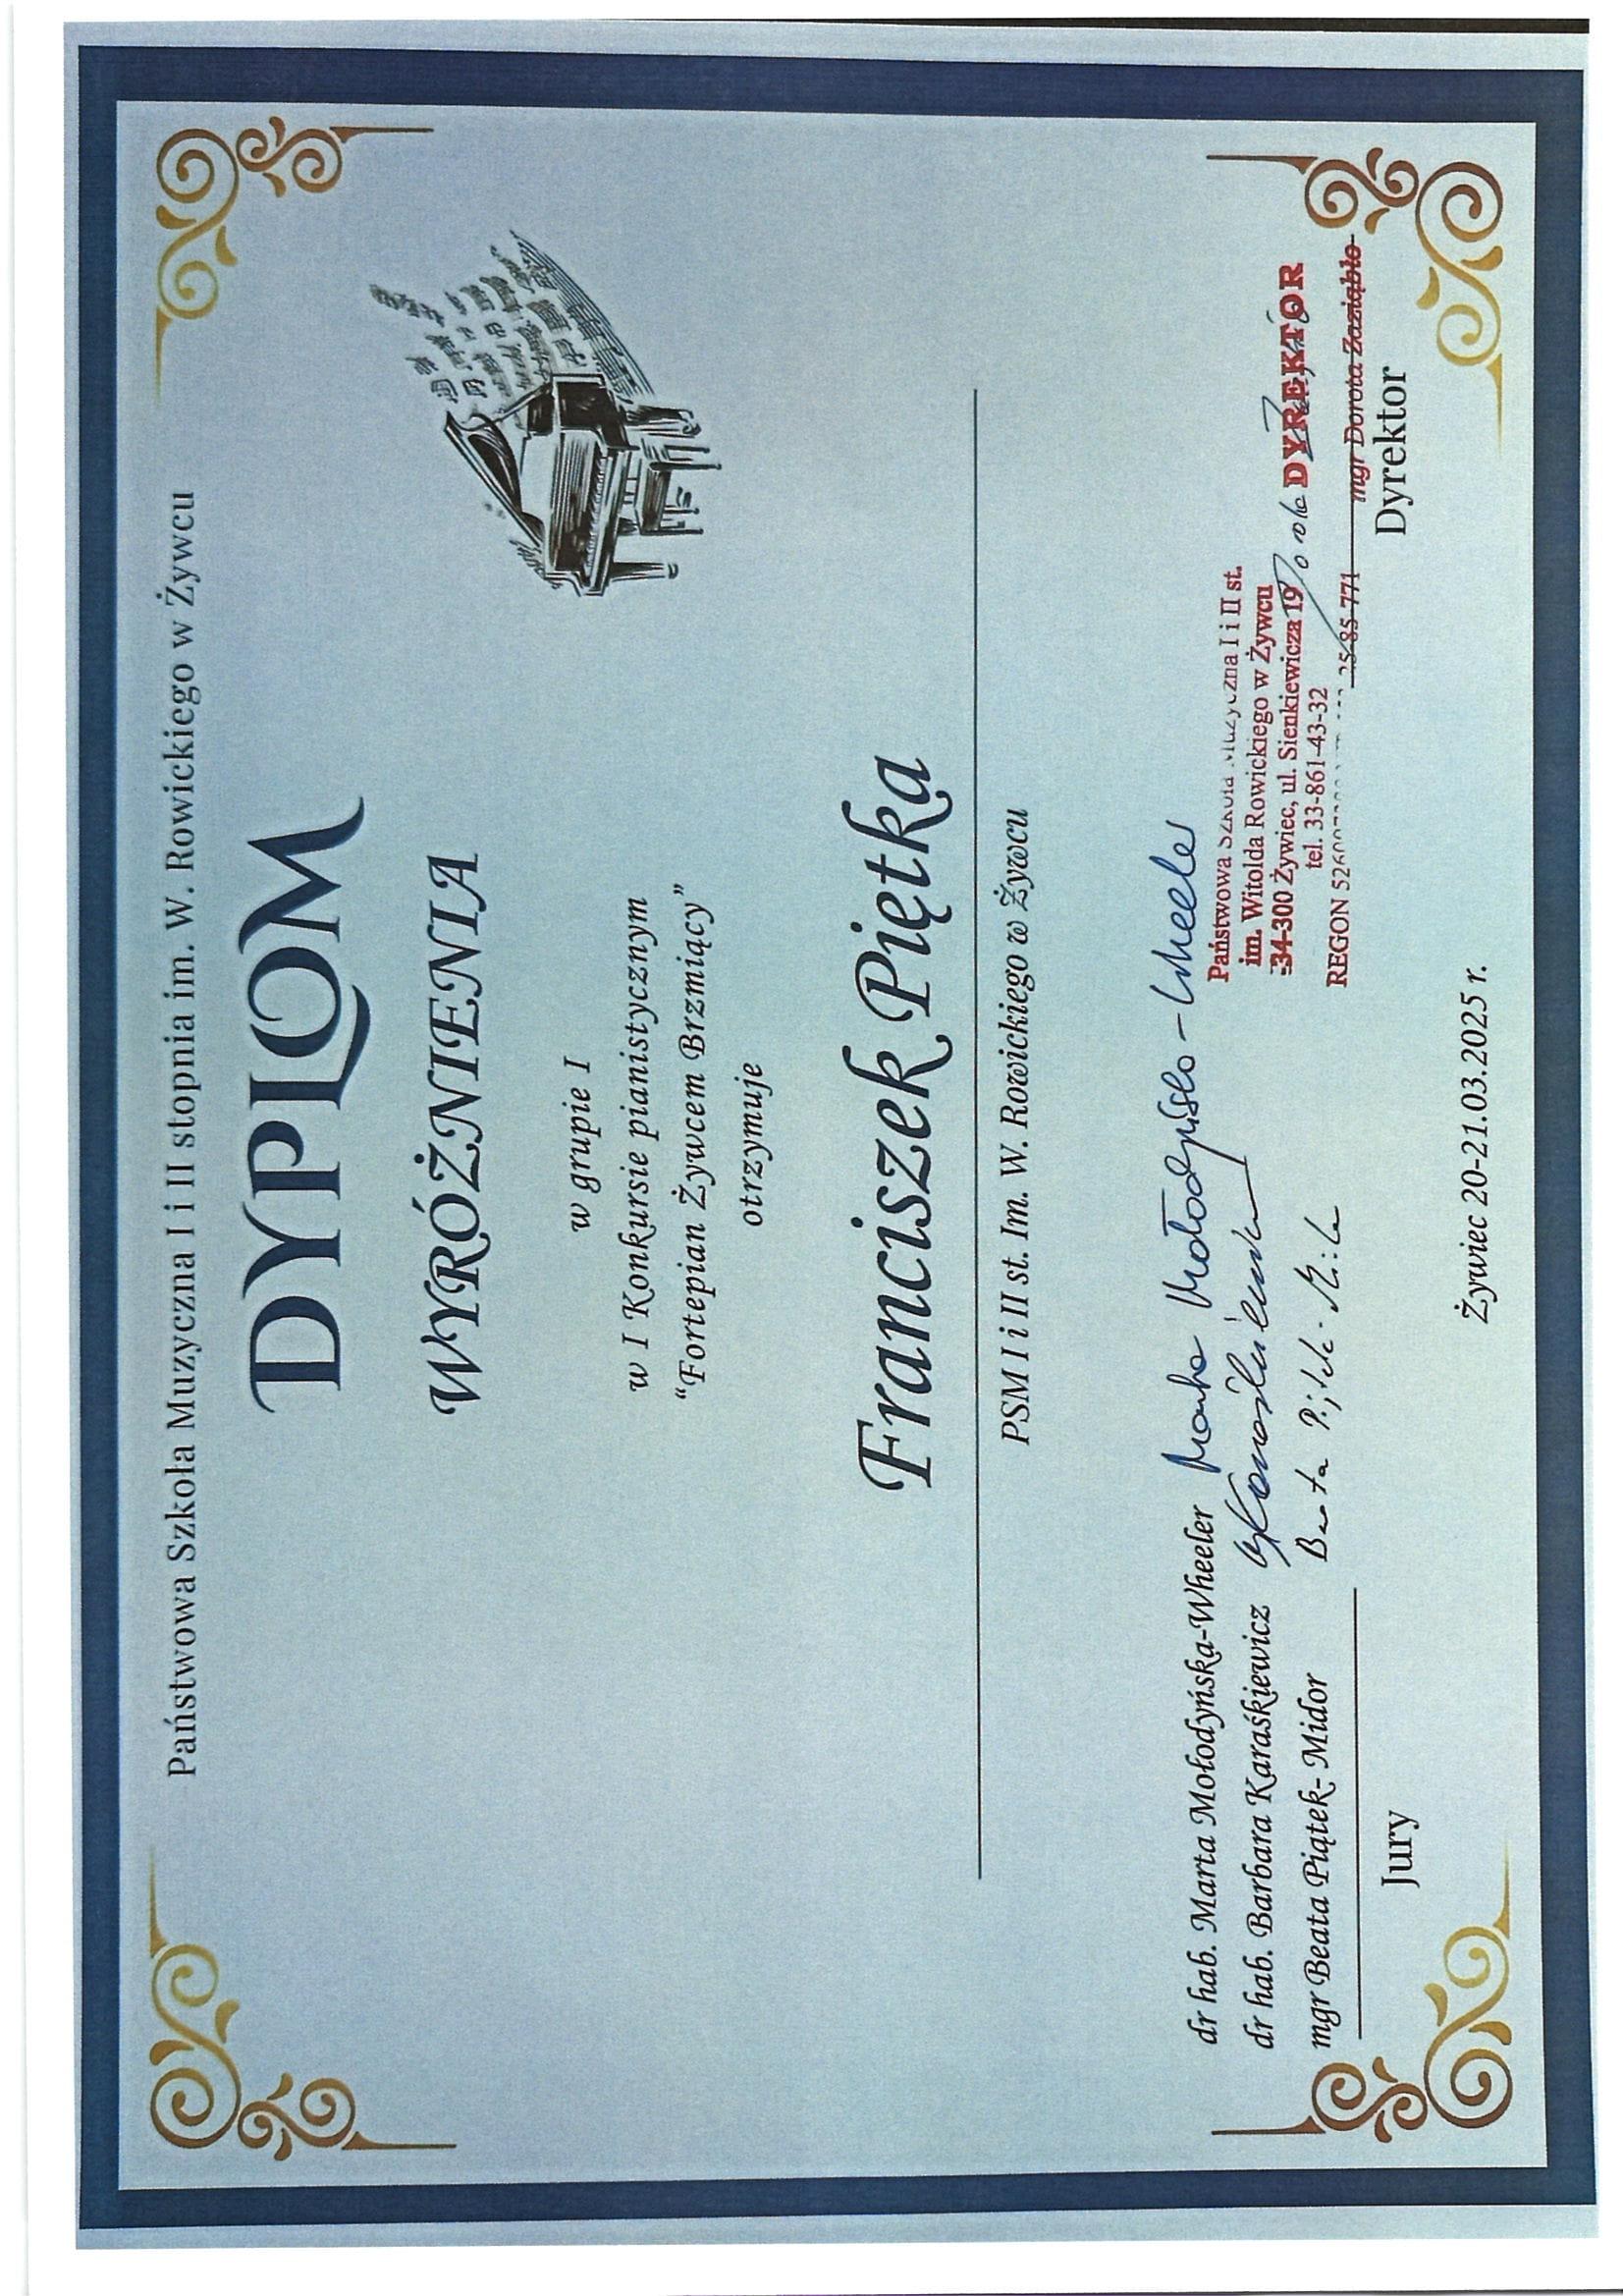 Państwowa Szkoła Muzyczna I i II stopnia im. W. Rowickiego w Żywcu
DYPLOM
WYRÓŻNIENIA
w grupie I
w I Konkursie pianistycznym
“Fortepian Żywcem Brzmiący”
otrzymuje
Franciszek Piętka
PSM I i II st. Im. W. Rowickiego w Żywcu
dr hab. Marta Mołodyńska-Wheeler
dr hab. Barbara Karaśkiewicz
mgr Beata Piątek- Midor
Jury
Państwowa Szkoła Muzyczna I i II st.
im. Witolda Rowickiego w Żywcu
34-300 Żywiec, ul. Sienkiewicza 19
tel. 33-861-43-32
REGON
DYREKTOR
mgr Dorota
Dyrektor
Żywiec 20-21.03.2025 r.